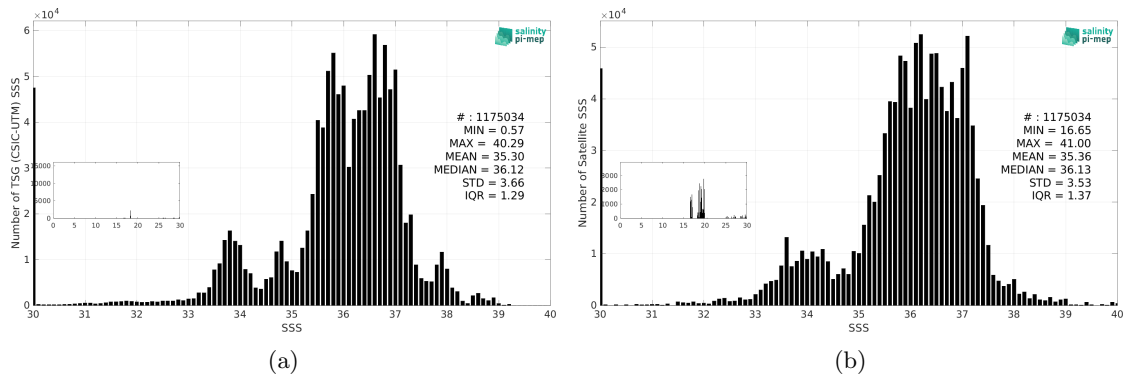 ×10⁴
6
5
4
3
2
1
0
Number of TSG (CSIC-UTM) SSS
salinity
pi-mep
# : 1175034
MIN = 0.57
MAX = 40.29
MEAN = 35.30
MEDIAN = 36.12
STD = 3.66
IQR = 1.29
15000
10000
5000
0
0 5 10 15 20 25 30
30 31 32 33 34 35 36 37 38 39 40
SSS
(a)
×10⁴
5
4
3
2
1
0
Number of Satellite SSS
salinity
pi-mep
# : 1175034
MIN = 16.65
MAX = 41.00
MEAN = 35.36
MEDIAN = 36.13
STD = 3.53
IQR = 1.37
3000
2000
1000
0
0 5 10 15 20 25 30
30 31 32 33 34 35 36 37 38 39 40
SSS
(b)